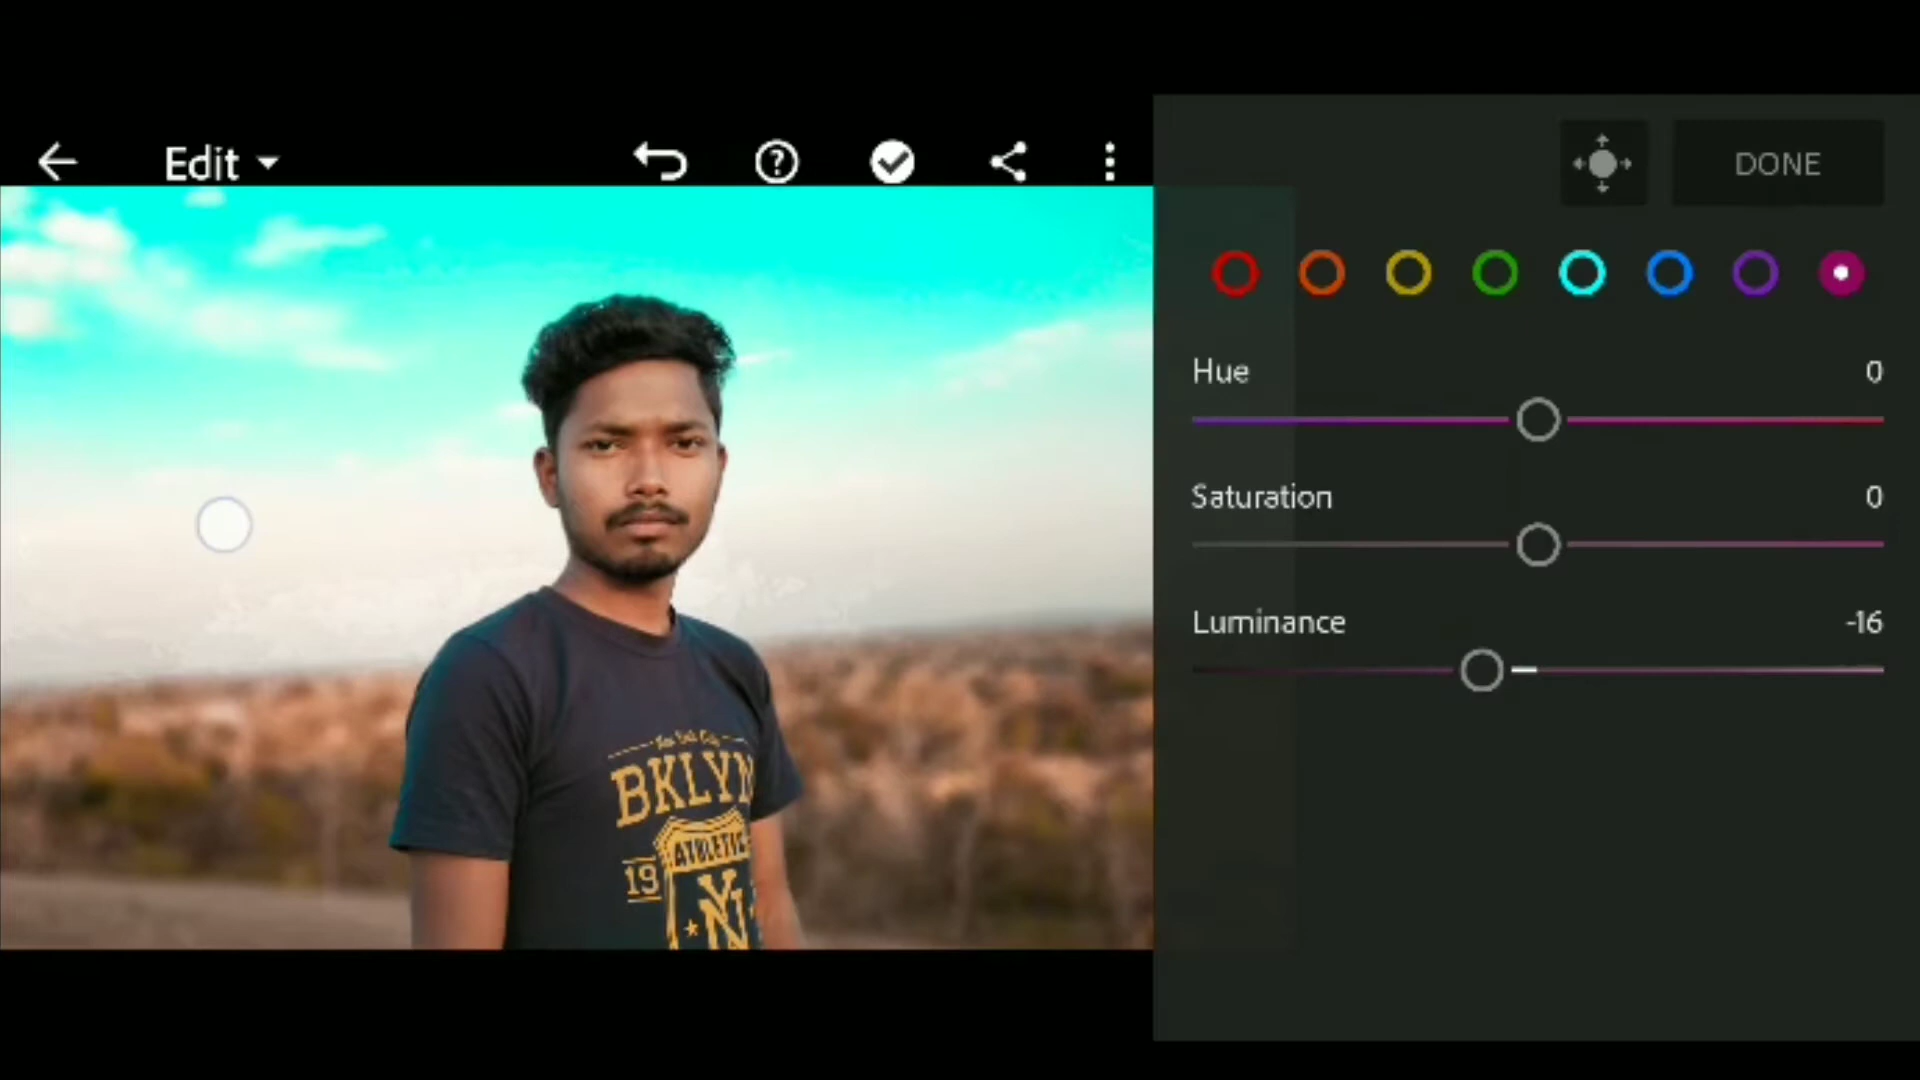 Edit
DONE
Hue 0
Saturation 0
Luminance -16
BKLYN
ATHLETIC
19
NY